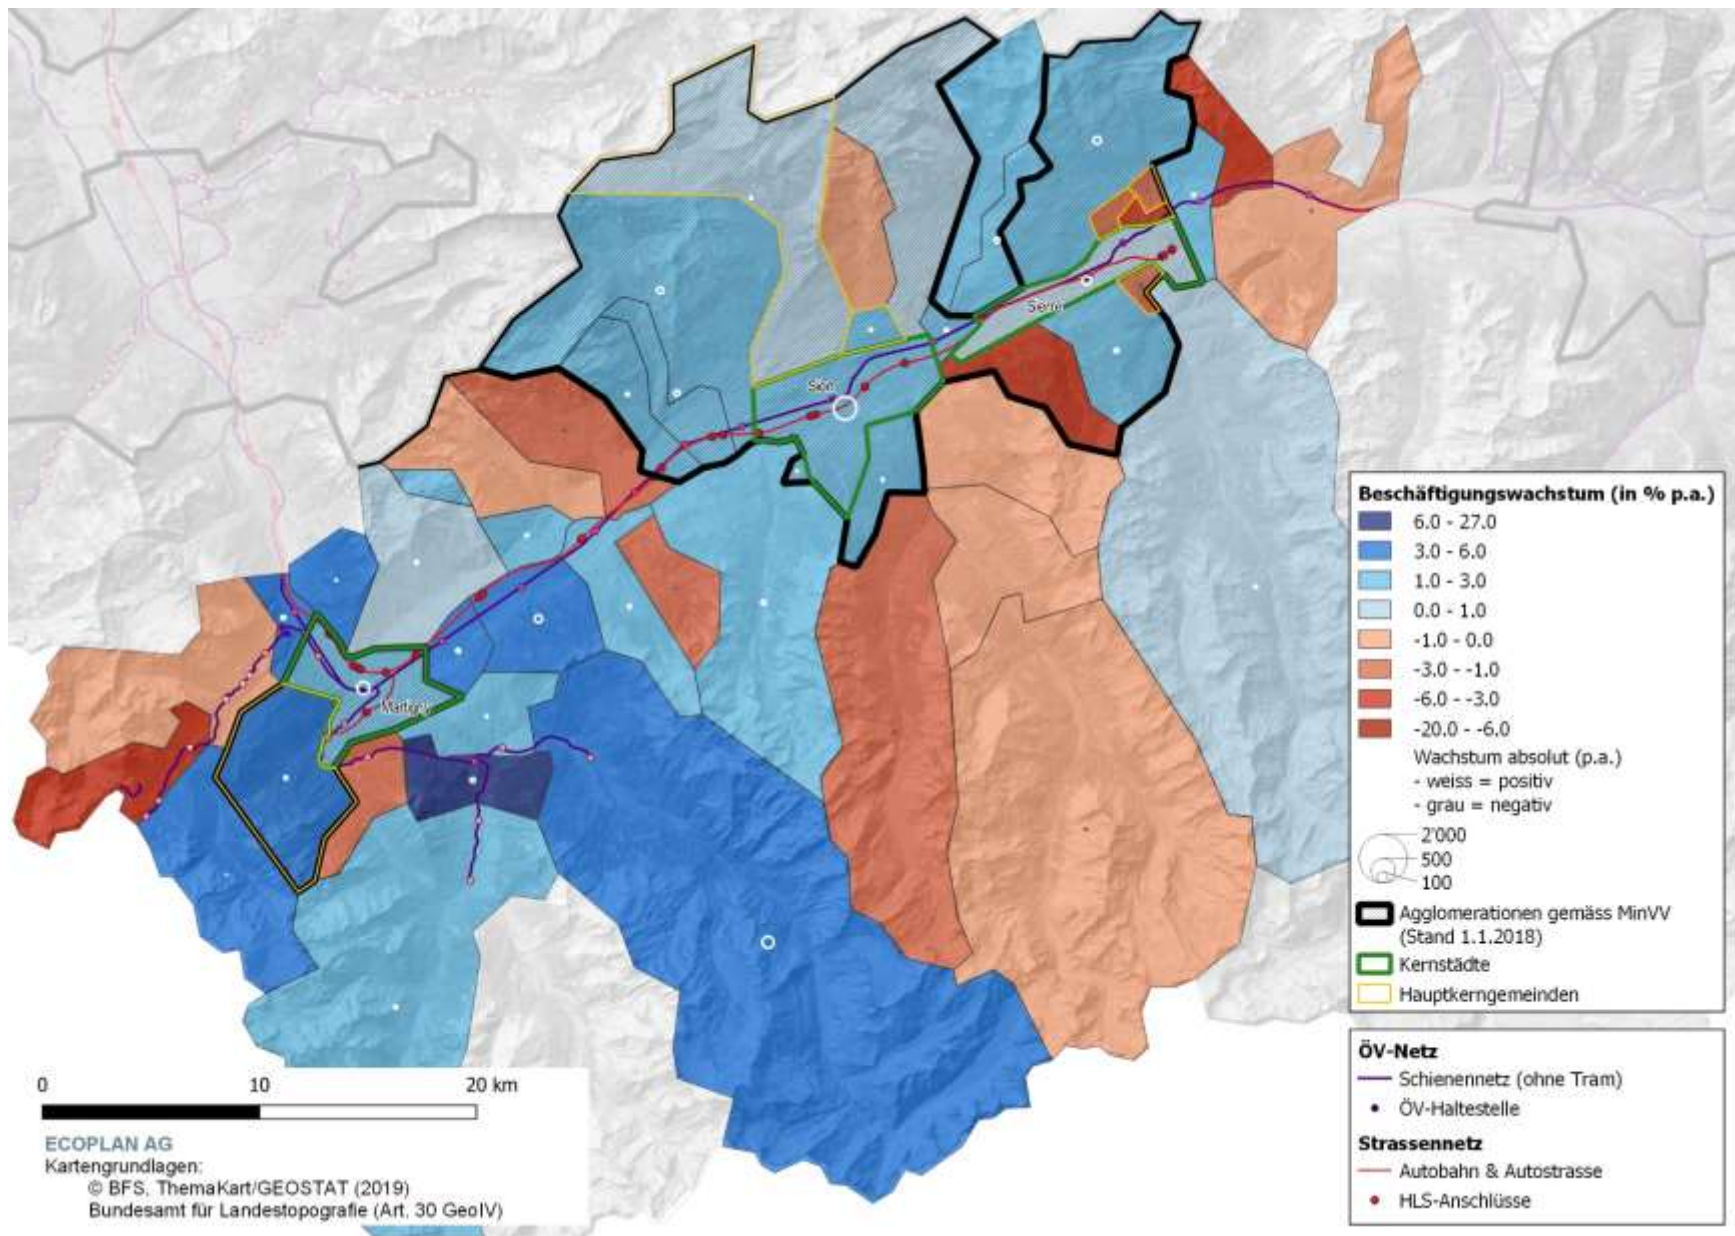 Sierre
Sion
Martigny
Beschäftigungswachstum (in % p.a.)
6.0 - 27.0
3.0 - 6.0
1.0 - 3.0
0.0 - 1.0
-1.0 - 0.0
-3.0 - -1.0
-6.0 - -3.0
-20.0 - -6.0
Wachstum absolut (p.a.)
- weiss = positiv
- grau = negativ
2'000
500
100
Agglomerationen gemäss MinVV
(Stand 1.1.2018)
Kernstädte
Hauptkerngemeinden
ÖV-Netz
Schienennetz (ohne Tram)
ÖV-Haltestelle
Strassennetz
Autobahn & Autostrasse
HLS-Anschlüsse
0 10 20 km
ECOPLAN AG
Kartengrundlagen:
© BFS, ThemaKart/GEOSTAT (2019)
Bundesamt für Landestopografie (Art. 30 GeoIV)